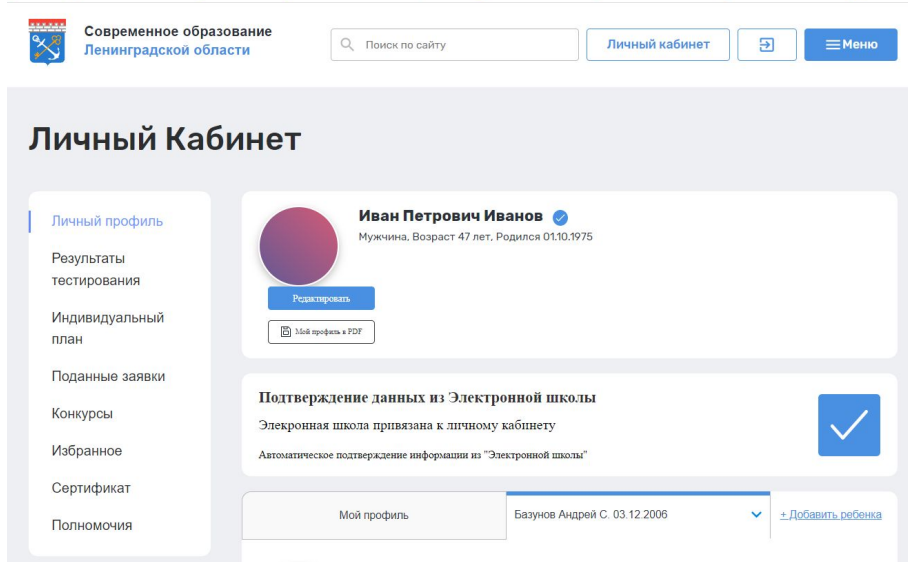 Современное образование
Ленинградской области
Поиск по сайту
Личный кабинет
Меню
Личный Кабинет
Личный профиль
Результаты
тестирования
Индивидуальный
план
Поданные заявки
Конкурсы
Избранное
Сертификат
Полномочия
Иван Петрович Иванов
Мужчина, Возраст 47 лет, Родился 01.10.1975
Редактировать
Мой профиль в PDF
Подтверждение данных из Электронной школы
Элекронная школа привязана к личному кабинету
Автоматическое подтверждение информации из "Электронной школы"
Мой профиль
Базунов Андрей С. 03.12.2006
+ Добавить ребенка